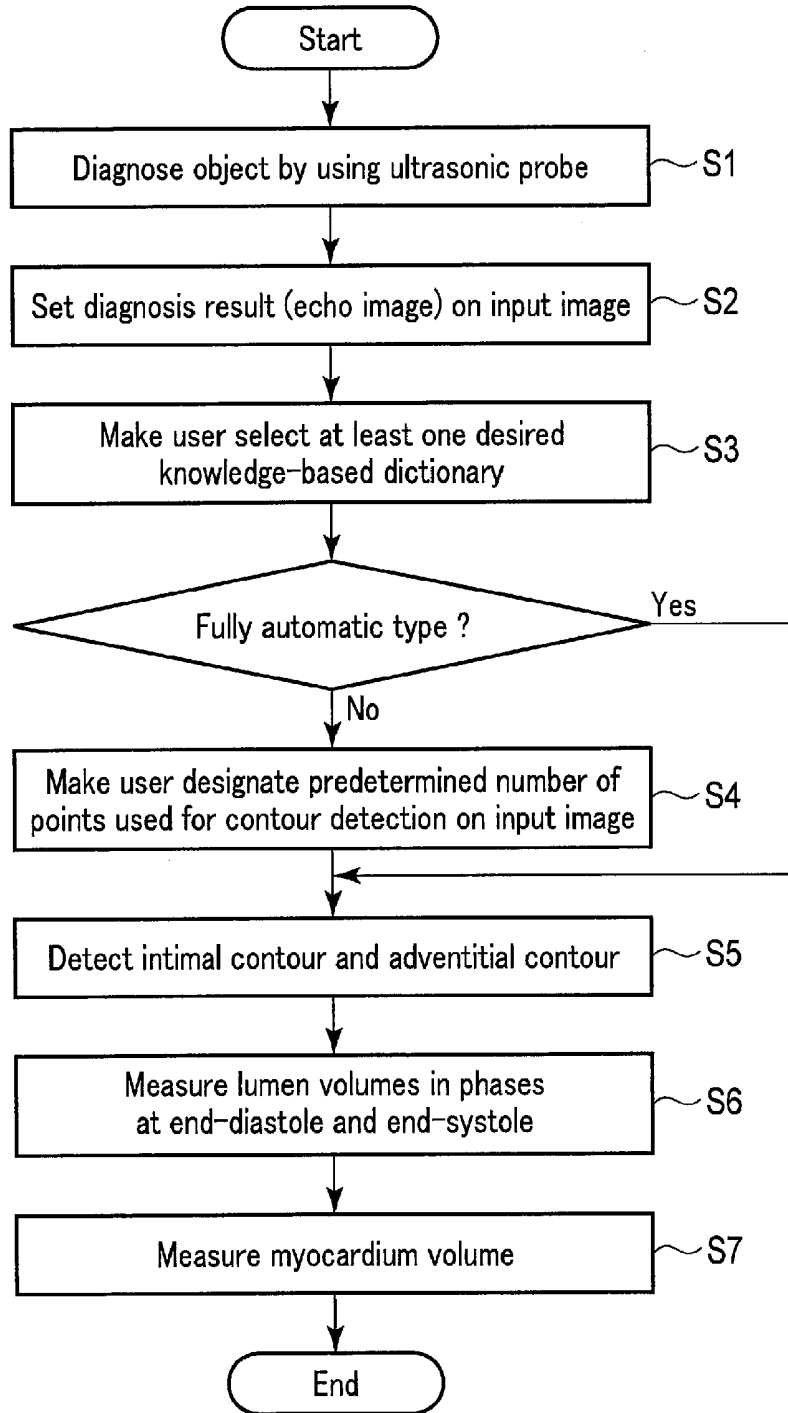 Start
Diagnose object by using ultrasonic probe
S1
Set diagnosis result (echo image) on input image
S2
Make user select at least one desired
knowledge-based dictionary
S3
Fully automatic type ?
Yes
No
Make user designate predetermined number of
points used for contour detection on input image
S4
Detect intimal contour and adventitial contour
S5
Measure lumen volumes in phases
at end-diastole and end-systole
S6
Measure myocardium volume
S7
End